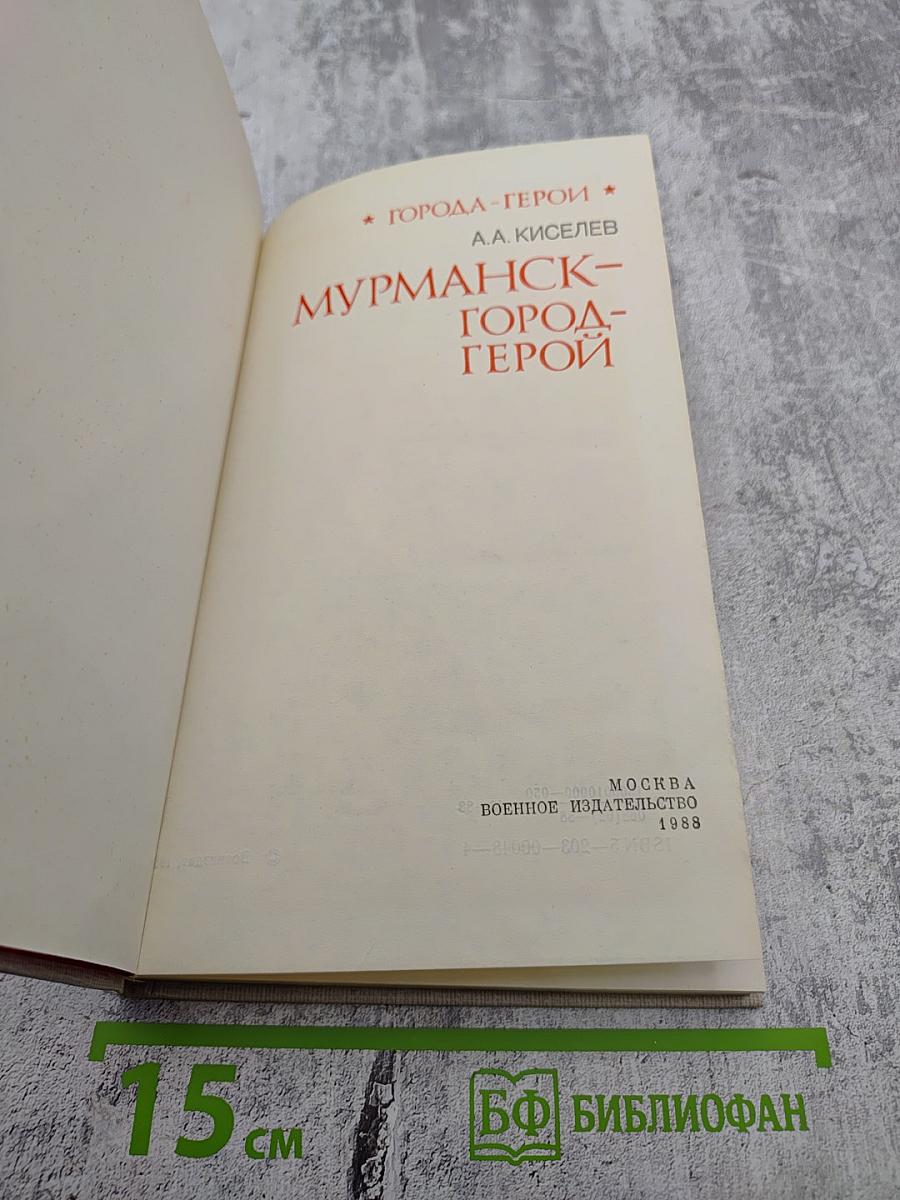 * ГОРОДА-ГЕРОИ *
А.А. КИСЕЛЕВ
МУРМАНСК–
ГОРОД-
ГЕРОЙ
МОСКВА
ВОЕННОЕ ИЗДАТЕЛЬСТВО
1988
15 см
БФ БИБЛИОФАН